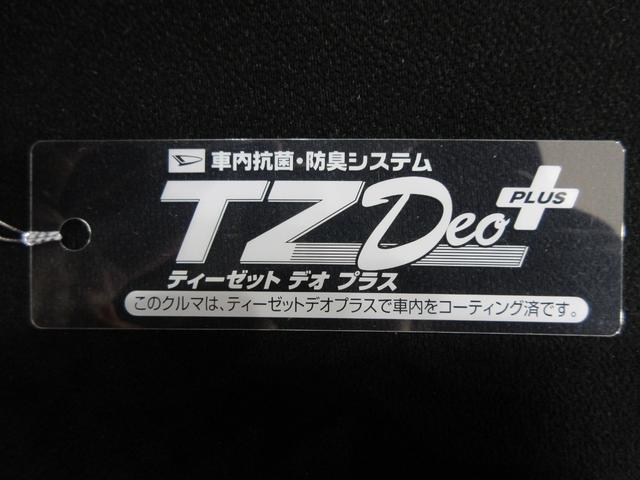 車内抗菌・防臭システム
TZ Deo PLUS
ティーゼット デオ プラス
このクルマは、ティーゼットデオプラスで車内をコーティング済です。